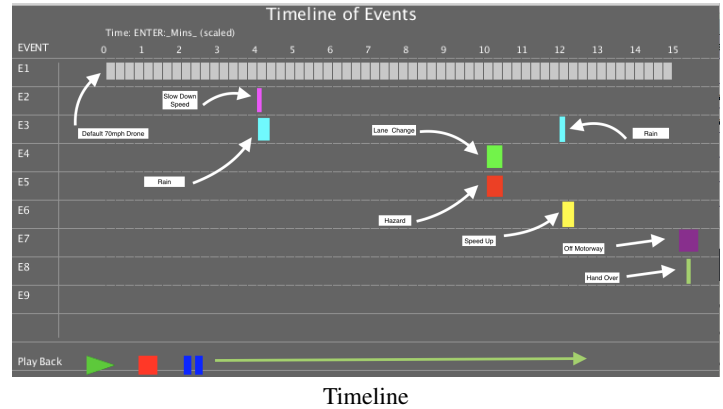 Timeline of Events
Time: ENTER:_Mins_ (scaled)
EVENT 0 1 2 3 4 5 6 7 8 9 10 11 12 13 14 15
E1
E2
Slow Down
Speed
E3
Default 70mph Drone
Lane Change
Rain
E4
E5
Rain
E6
Hazard
Speed Up
E7
Off Motorway
E8
Hand Over
E9
Play Back
Timeline